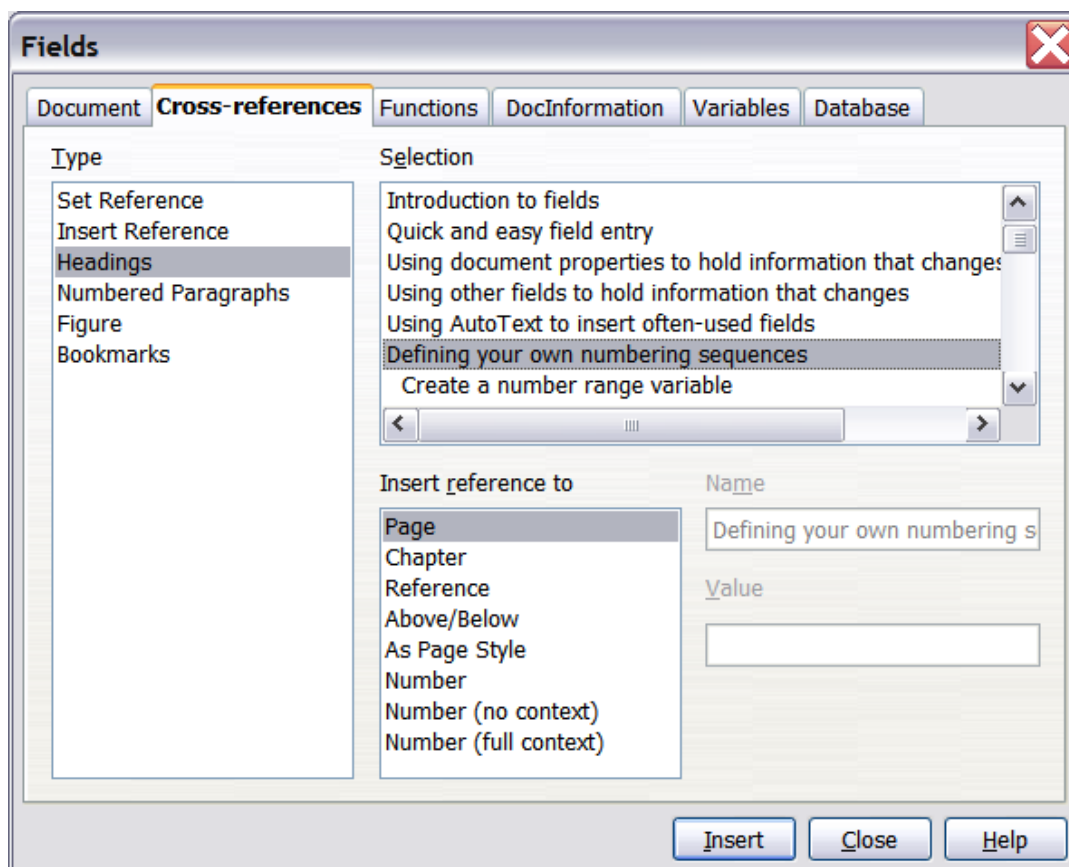 Fields
Document Cross-references Functions DocInformation Variables Database
Type
Set Reference
Insert Reference
Headings
Numbered Paragraphs
Figure
Bookmarks
Selection
Introduction to fields
Quick and easy field entry
Using document properties to hold information that changes
Using other fields to hold information that changes
Using AutoText to insert often-used fields
Defining your own numbering sequences
Create a number range variable
Insert reference to
Page
Chapter
Reference
Above/Below
As Page Style
Number
Number (no context)
Number (full context)
Name
Defining your own numbering s
Value
Insert Close Help